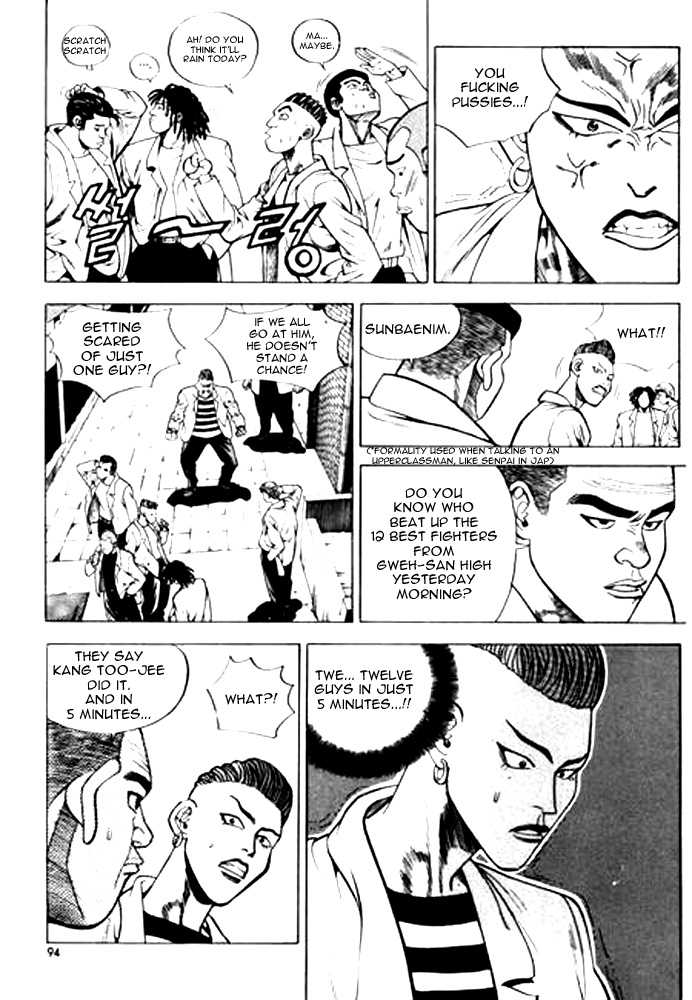 SCRATCH
SCRATCH
...
AH! DO YOU
THINK IT'LL
RAIN TODAY?
MA...
MAYBE.
썰
렁
YOU
FUCKING
PUSSIES...!
GETTING
SCARED
OF JUST
ONE GUY?!
IF WE ALL
GO AT HIM,
HE DOESN'T
STAND A
CHANCE!
SUNBAENIM.
WHAT!!
(*FORMALITY USED WHEN TALKING TO AN
UPPERCLASSMAN, LIKE SENPAI IN JAP.)
DO YOU
KNOW WHO
BEAT UP THE
12 BEST FIGHTERS
FROM
GWEH-SAN HIGH
YESTERDAY
MORNING?
THEY SAY
KANG TOO-JEE
DID IT.
AND IN
5 MINUTES...
WHAT?!
TWE... TWELVE
GUYS IN JUST
5 MINUTES...!!
94